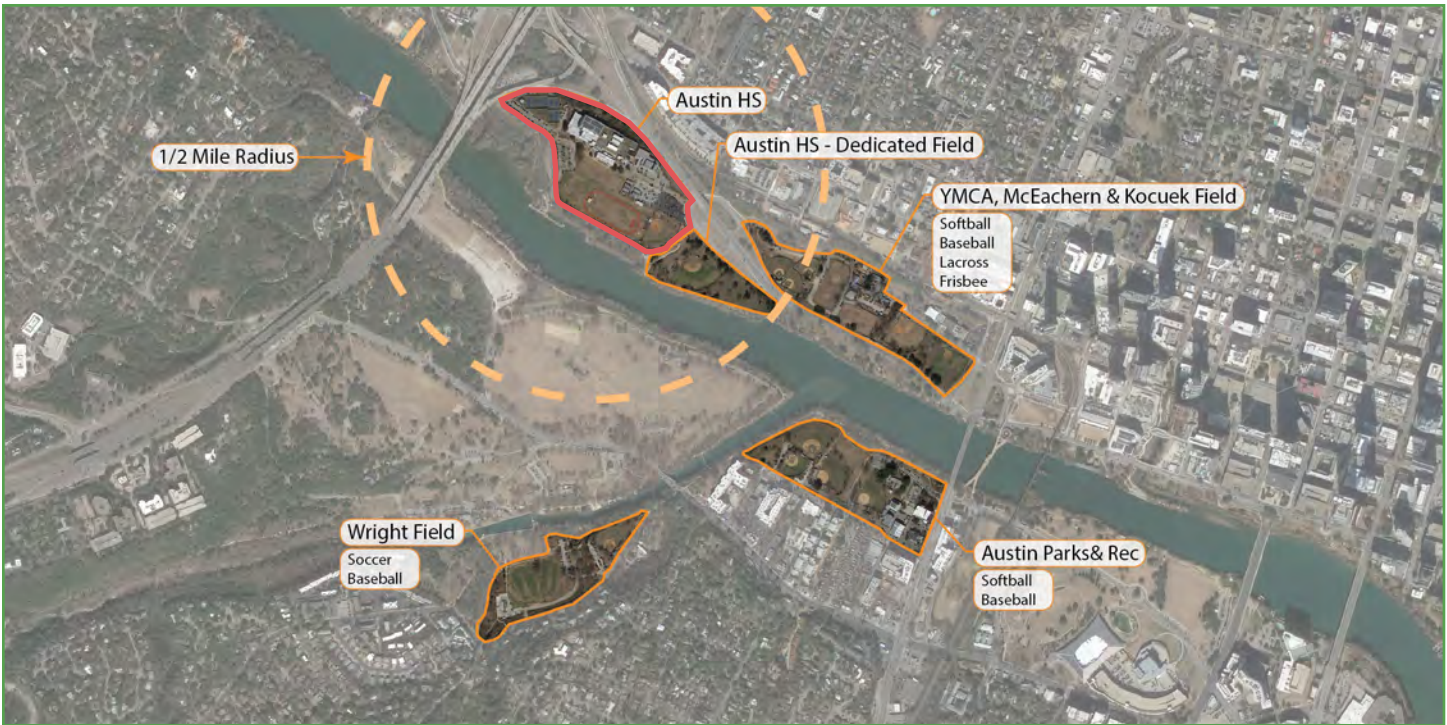 Austin HS
Austin HS - Dedicated Field
1/2 Mile Radius
YMCA, McEachern & Kocuek Field
Softball
Baseball
Lacross
Frisbee
Wright Field
Soccer
Baseball
Austin Parks& Rec
Softball
Baseball